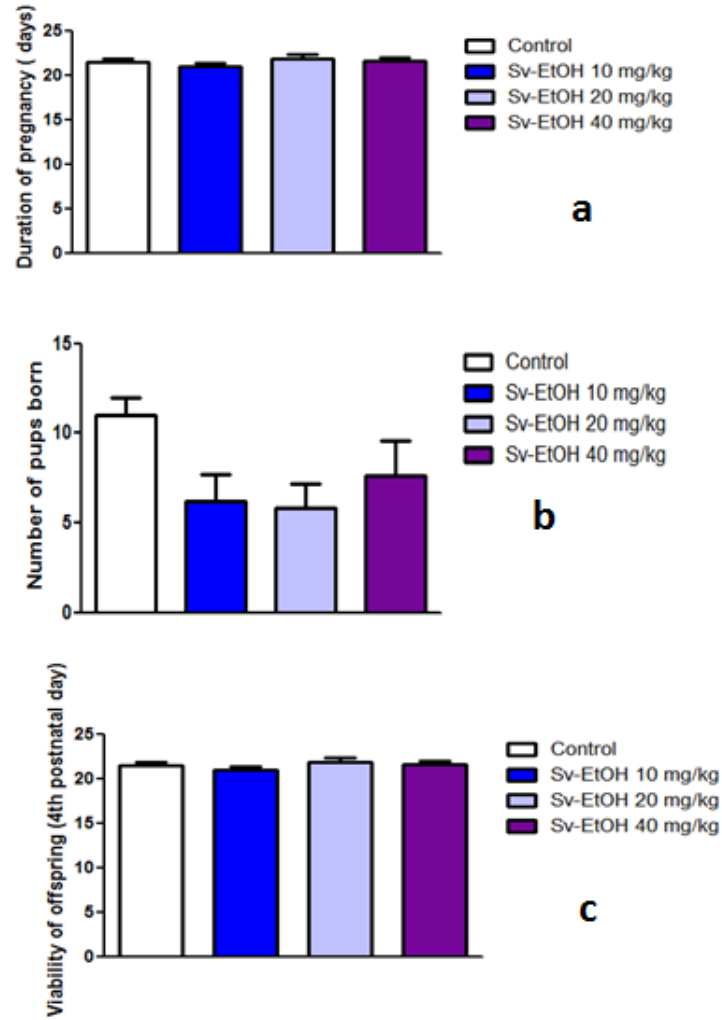 Duration of pregnancy ( days)
25
20
15
10
5
0
Control
Sv-EtOH 10 mg/kg
Sv-EtOH 20 mg/kg
Sv-EtOH 40 mg/kg
a
Number of pups born
15
10
5
0
Control
Sv-EtOH 10 mg/kg
Sv-EtOH 20 mg/kg
Sv-EtOH 40 mg/kg
b
Viability of offspring (4th postnatal day)
25
20
15
10
5
0
Control
Sv-EtOH 10 mg/kg
Sv-EtOH 20 mg/kg
Sv-EtOH 40 mg/kg
c